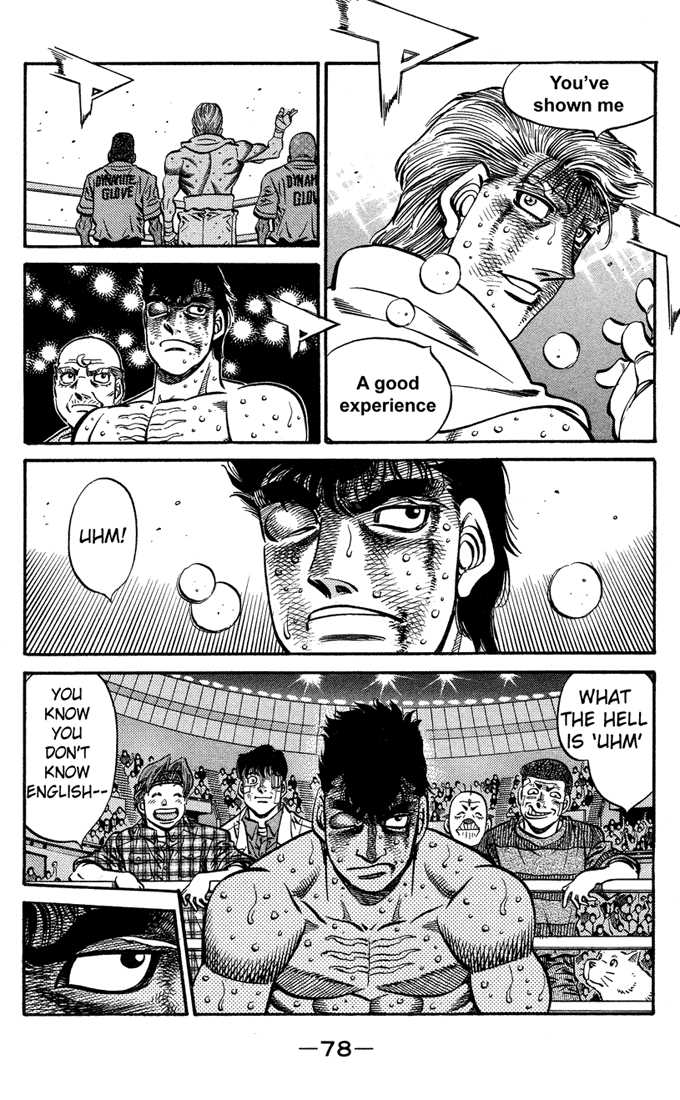 You've
shown me
DYNAMITE
GLOVE
DYNAM
GLOV
A good
experience
UHM!
WHAT
THE HELL
IS 'UHM'
YOU
KNOW
YOU
DON'T
KNOW
ENGLISH--
—78—